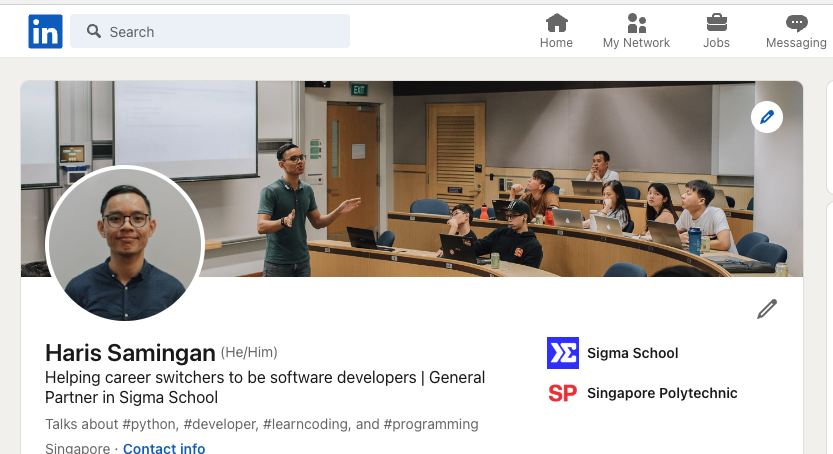 in
Search
Home
My Network
Jobs
Messaging
EXIT
Haris Samingan (He/Him)
Helping career switchers to be software developers | General
Partner in Sigma School
Talks about #python, #developer, #learncoding, and #programming
Singapore · Contact info
Sigma School
SP Singapore Polytechnic